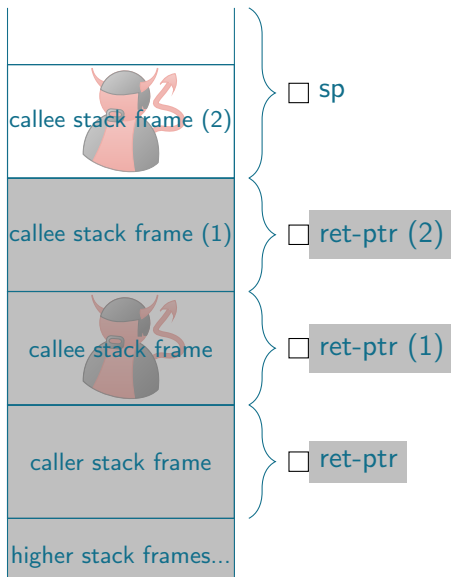 sp
callee stack frame (2)
callee stack frame (1)
ret-ptr (2)
callee stack frame
ret-ptr (1)
caller stack frame
ret-ptr
higher stack frames...